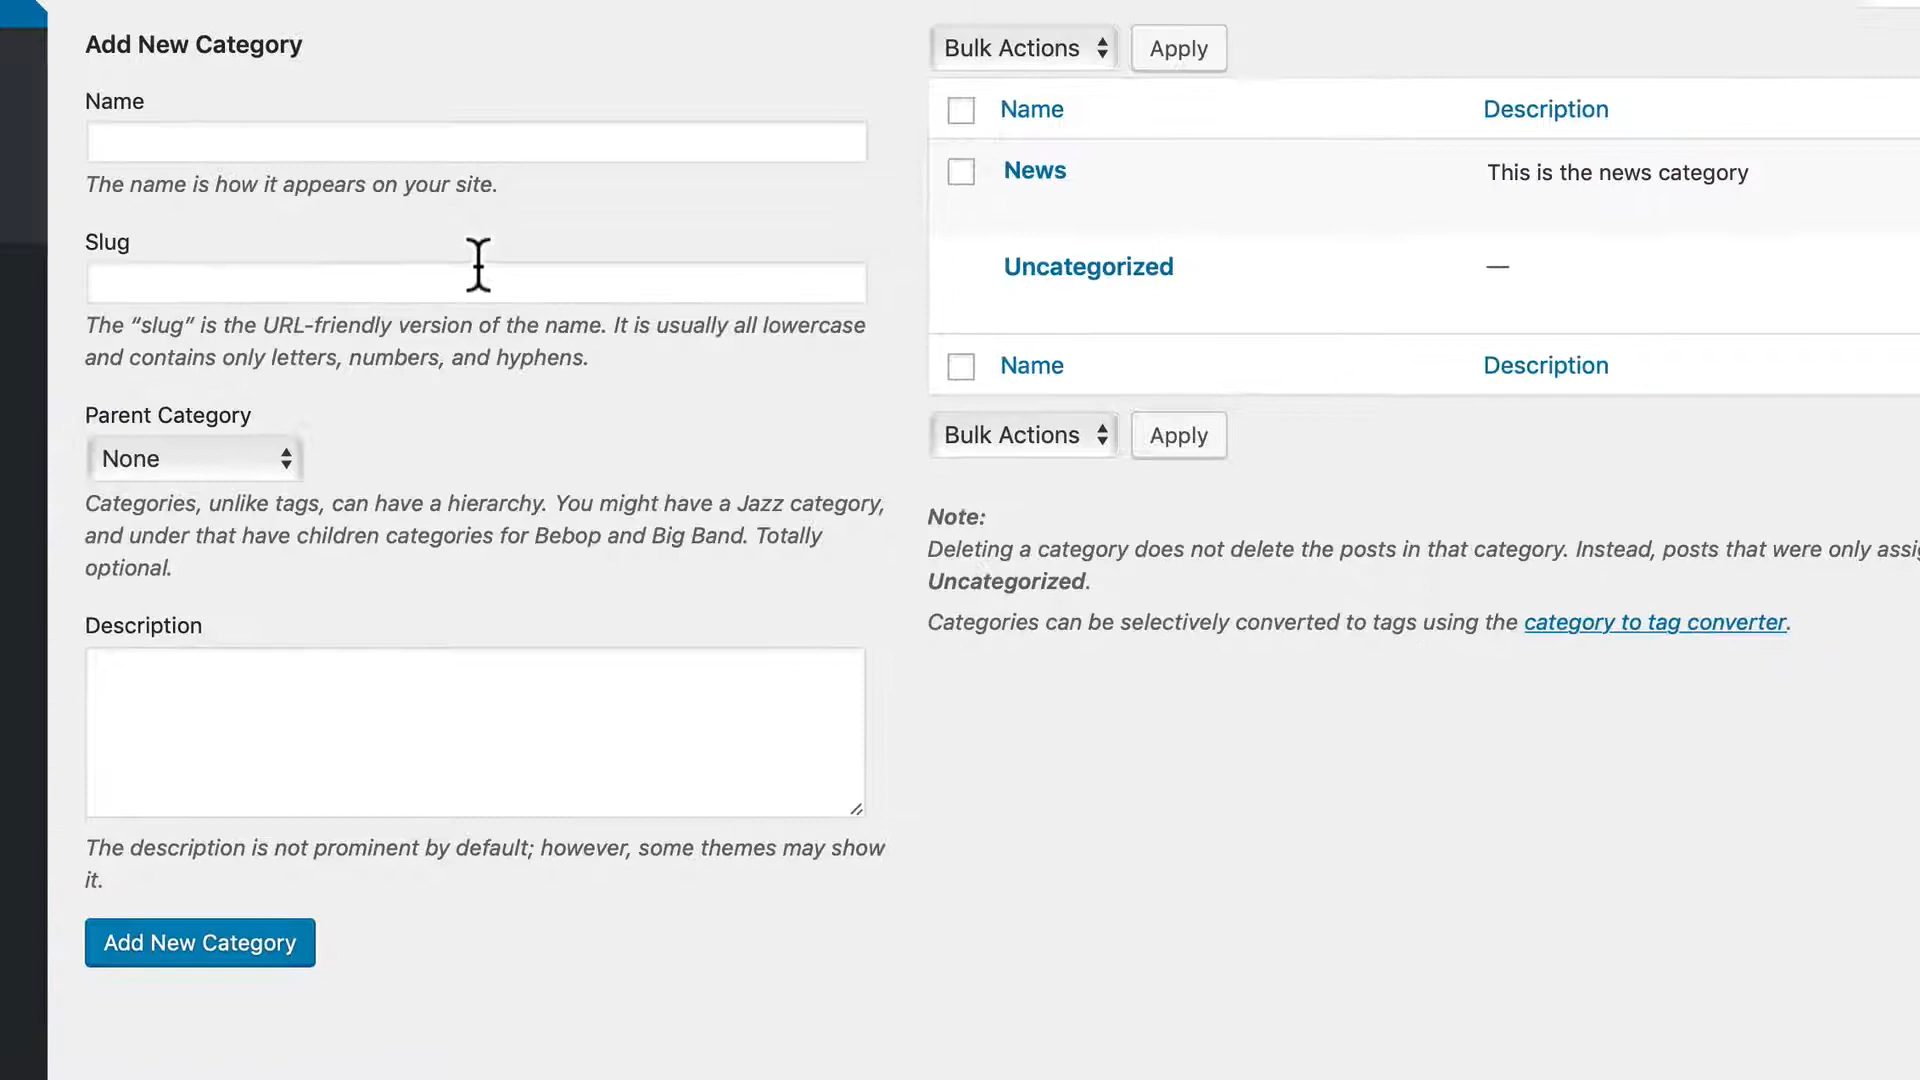 Add New Category
Name
The name is how it appears on your site.
Slug
The “slug” is the URL-friendly version of the name. It is usually all lowercase
and contains only letters, numbers, and hyphens.
Parent Category
None
Categories, unlike tags, can have a hierarchy. You might have a Jazz category,
and under that have children categories for Bebop and Big Band. Totally
optional.
Description
The description is not prominent by default; however, some themes may show
it.
Add New Category
Bulk Actions Apply
Name Description
News This is the news category
Uncategorized —
Name Description
Bulk Actions Apply
Note:
Deleting a category does not delete the posts in that category. Instead, posts that were only
Uncategorized.
Categories can be selectively converted to tags using the category to tag converter.